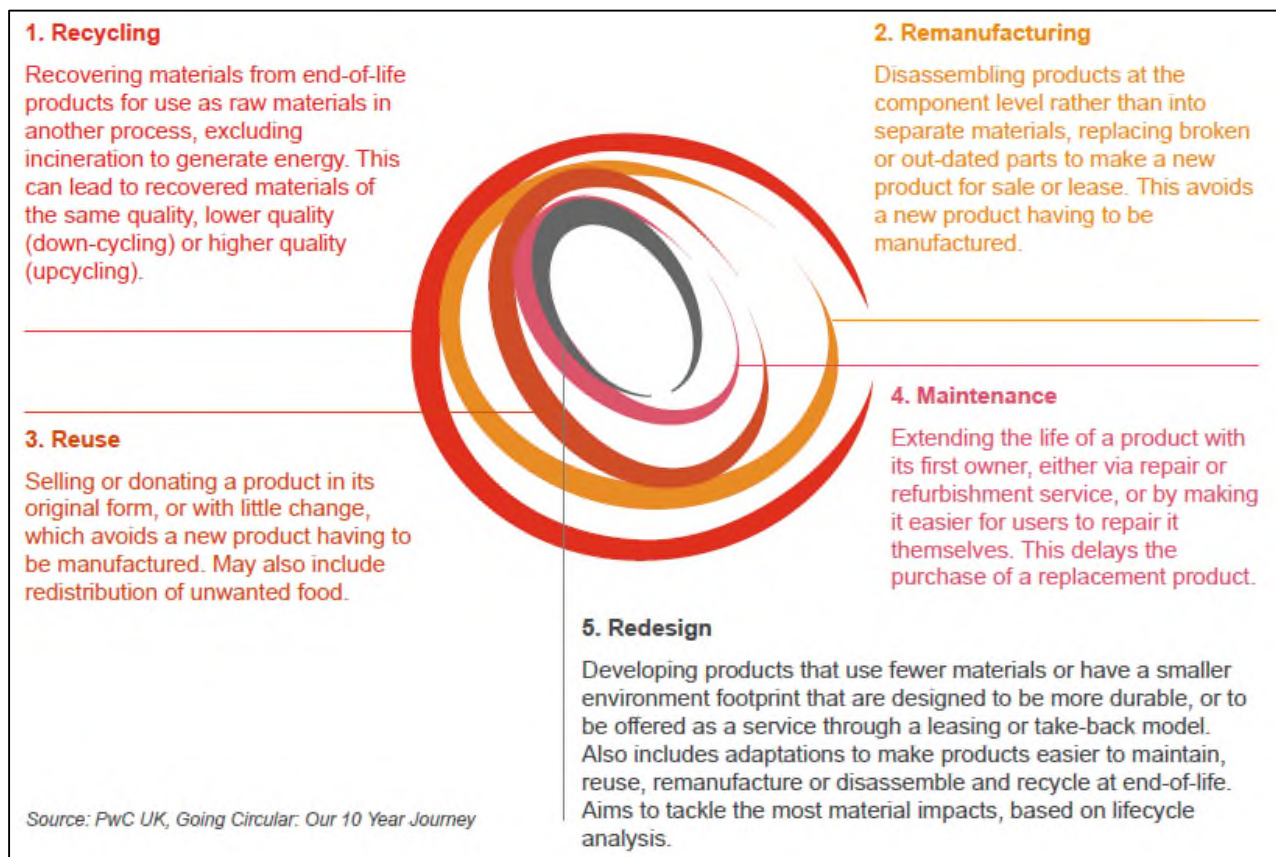 1. Recycling
Recovering materials from end-of-life
products for use as raw materials in
another process, excluding
incineration to generate energy. This
can lead to recovered materials of
the same quality, lower quality
(down-cycling) or higher quality
(upcycling).
2. Remanufacturing
Disassembling products at the
component level rather than into
separate materials, replacing broken
or out-dated parts to make a new
product for sale or lease. This avoids
a new product having to be
manufactured.
3. Reuse
Selling or donating a product in its
original form, or with little change,
which avoids a new product having to
be manufactured. May also include
redistribution of unwanted food.
4. Maintenance
Extending the life of a product with
its first owner, either via repair or
refurbishment service, or by making
it easier for users to repair it
themselves. This delays the
purchase of a replacement product.
5. Redesign
Developing products that use fewer materials or have a smaller
environment footprint that are designed to be more durable, or to
be offered as a service through a leasing or take-back model.
Also includes adaptations to make products easier to maintain,
reuse, remanufacture or disassemble and recycle at end-of-life.
Aims to tackle the most material impacts, based on lifecycle
analysis.
Source: PwC UK, Going Circular: Our 10 Year Journey